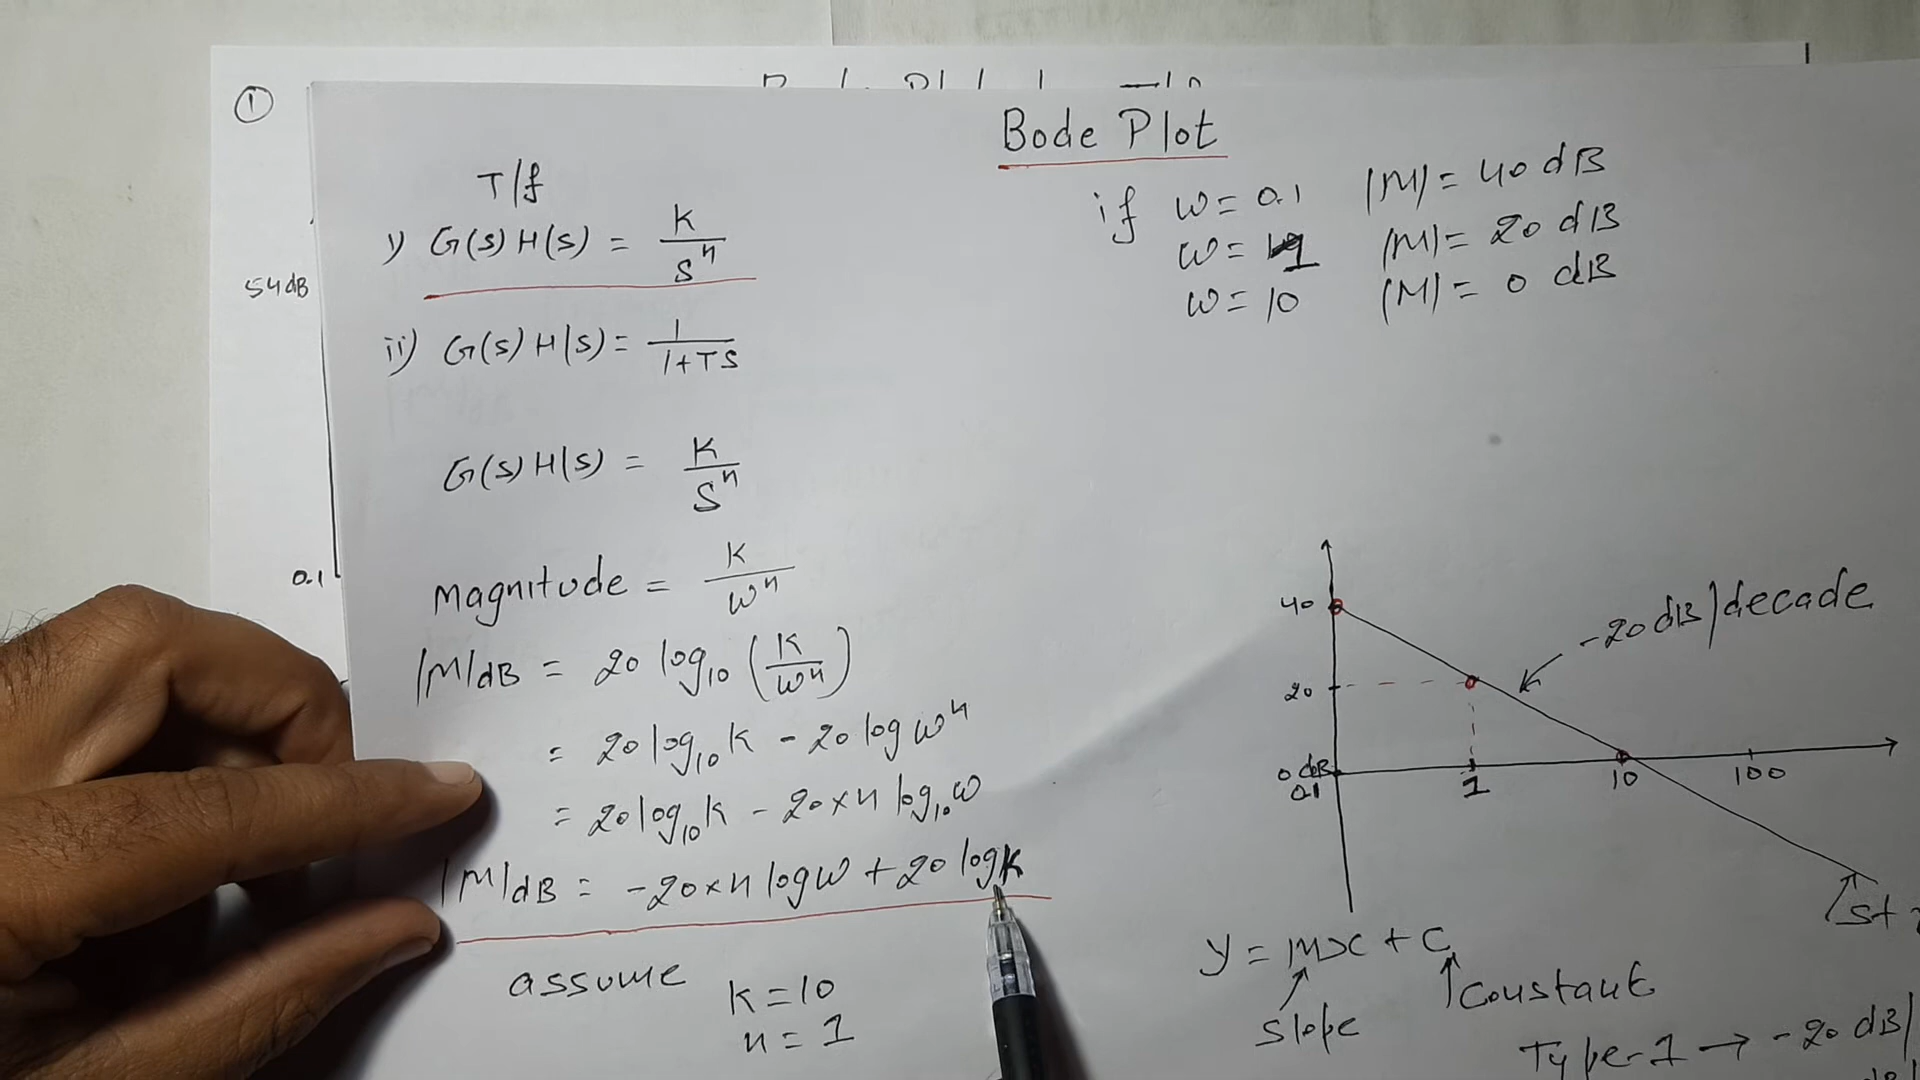 ①
Bode Plot
T/f
i) G(s) H(s) = K / s^n
if ω = 0.1 |M| = 40 dB
ω = 1 |M| = 20 dB
ω = 10 |M| = 0 dB
54 dB
ii) G(s) H(s) = 1 / 1+TS
G(s) H(s) = K / s^n
0.1
Magnitude = K / ω^n
|M|dB = 20 log10 (K / ω^n)
= 20 log10 K - 20 log ω^n
= 20 log10 K - 20×n log10 ω
|M|dB = -20×n log ω + 20 log K
assume
K = 10
n = 1
-20 dB/decade
40
20
0 dB
0.1
1
10
100
St
y = mx + c
Slope
Constant
Type-1 → -20 dB/